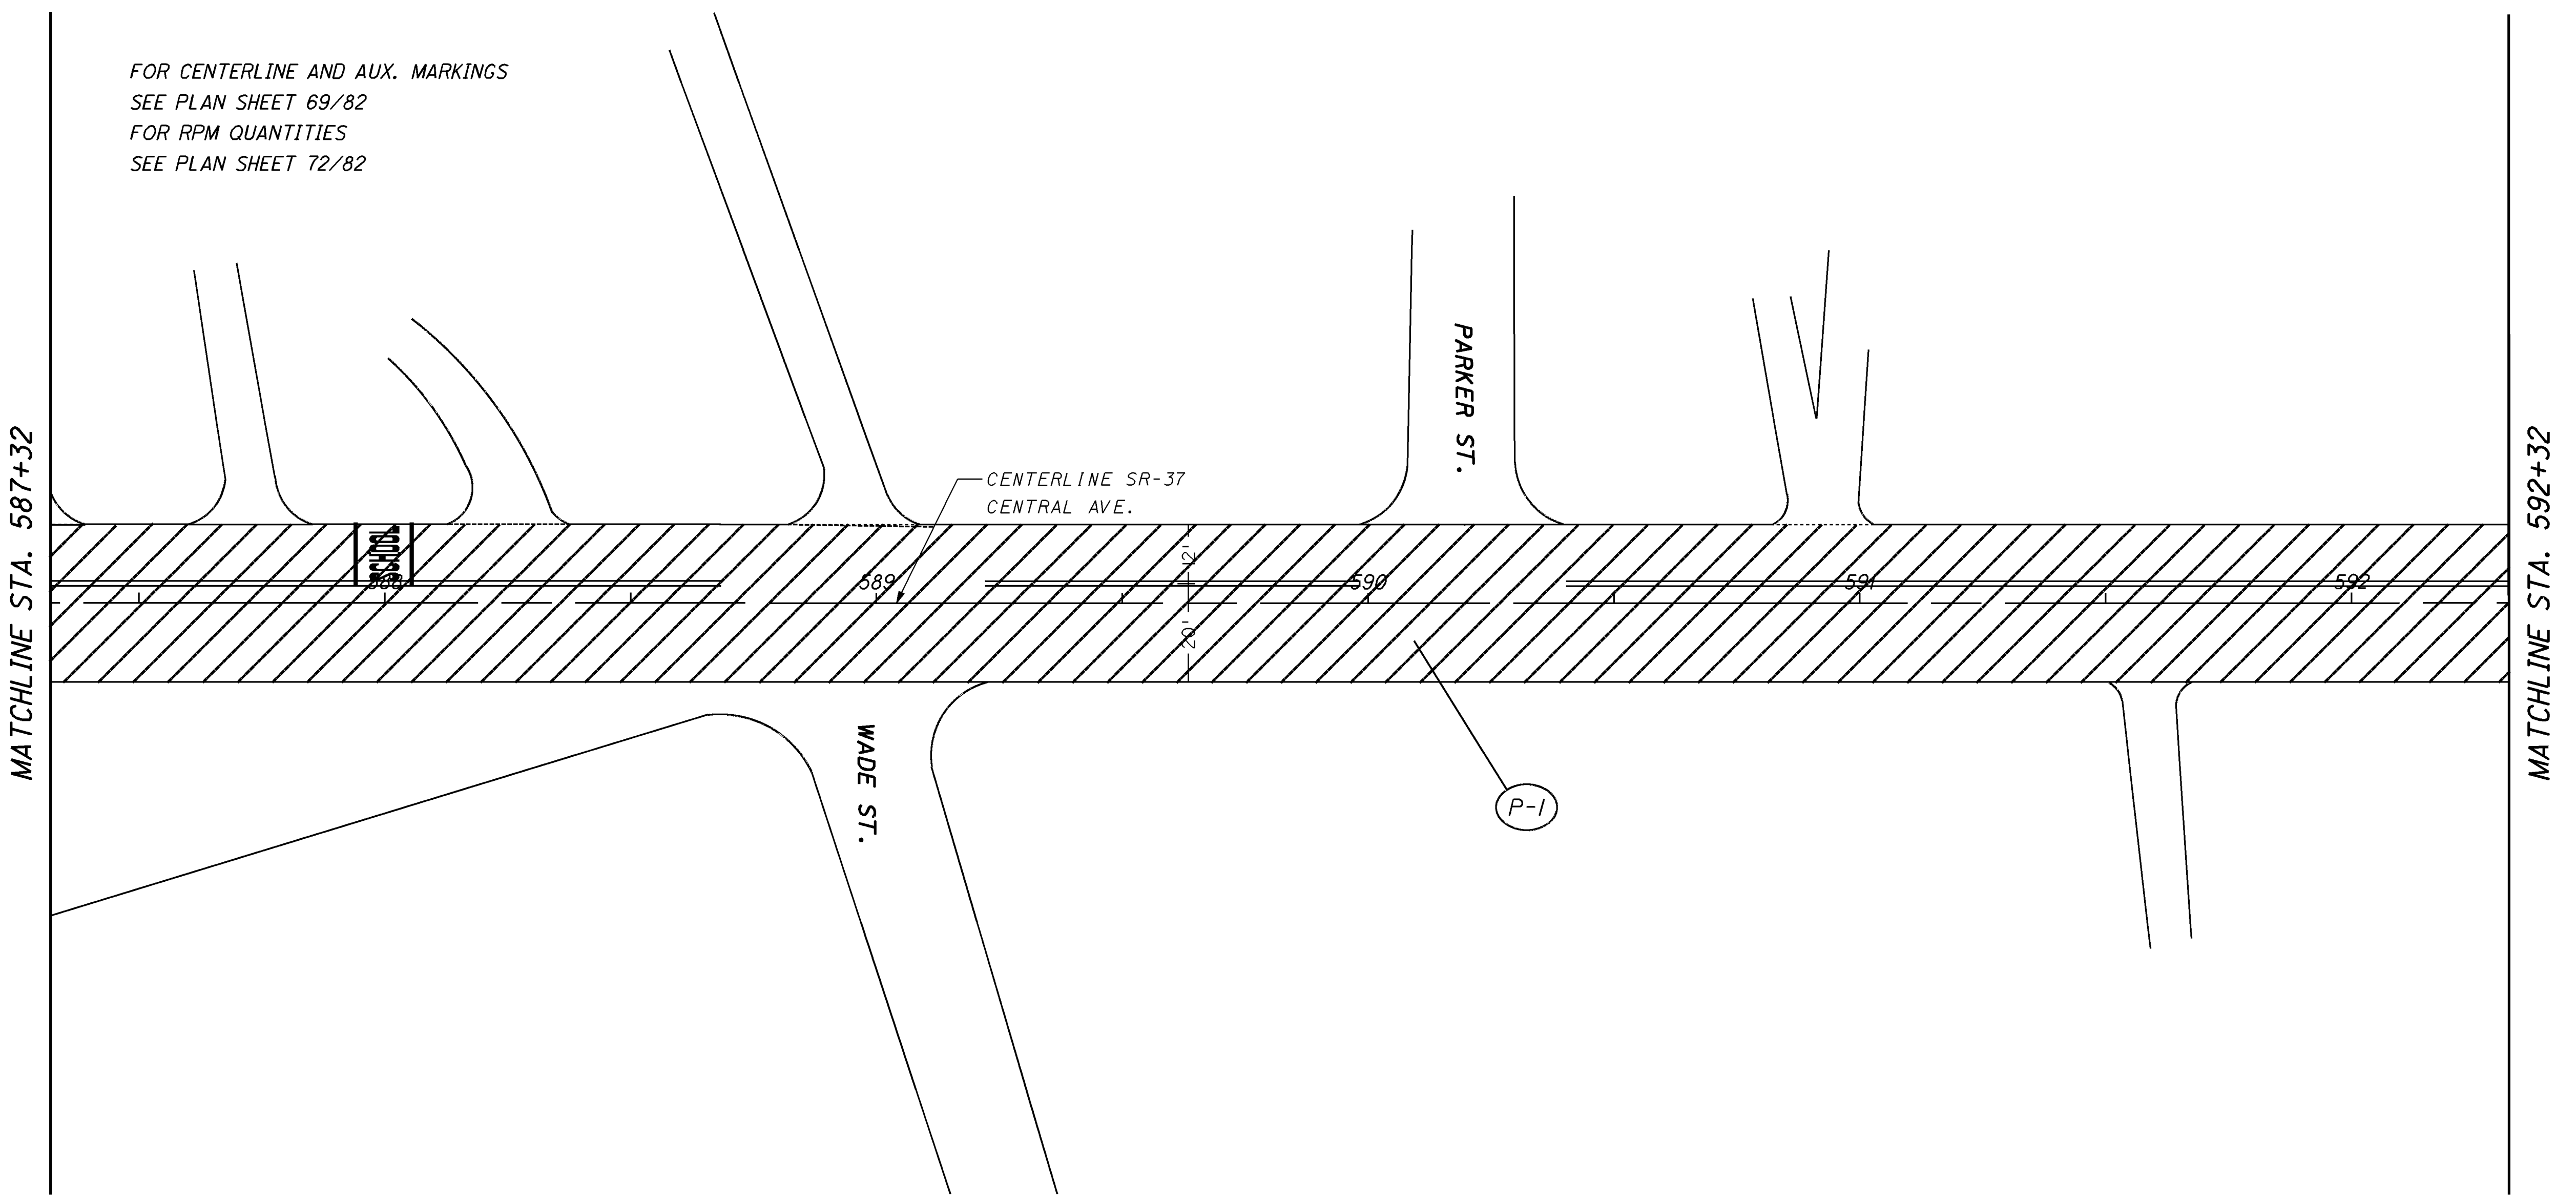 FOR CENTERLINE AND AUX. MARKINGS
SEE PLAN SHEET 69/82
FOR RPM QUANTITIES
SEE PLAN SHEET 72/82
MATCHLINE STA. 587+32
PARKER ST.
CENTERLINE SR-37
CENTRAL AVE.
SCHOOL
12'
588
589
590
591
592
20'
WADE ST.
P-1
MATCHLINE STA. 592+32